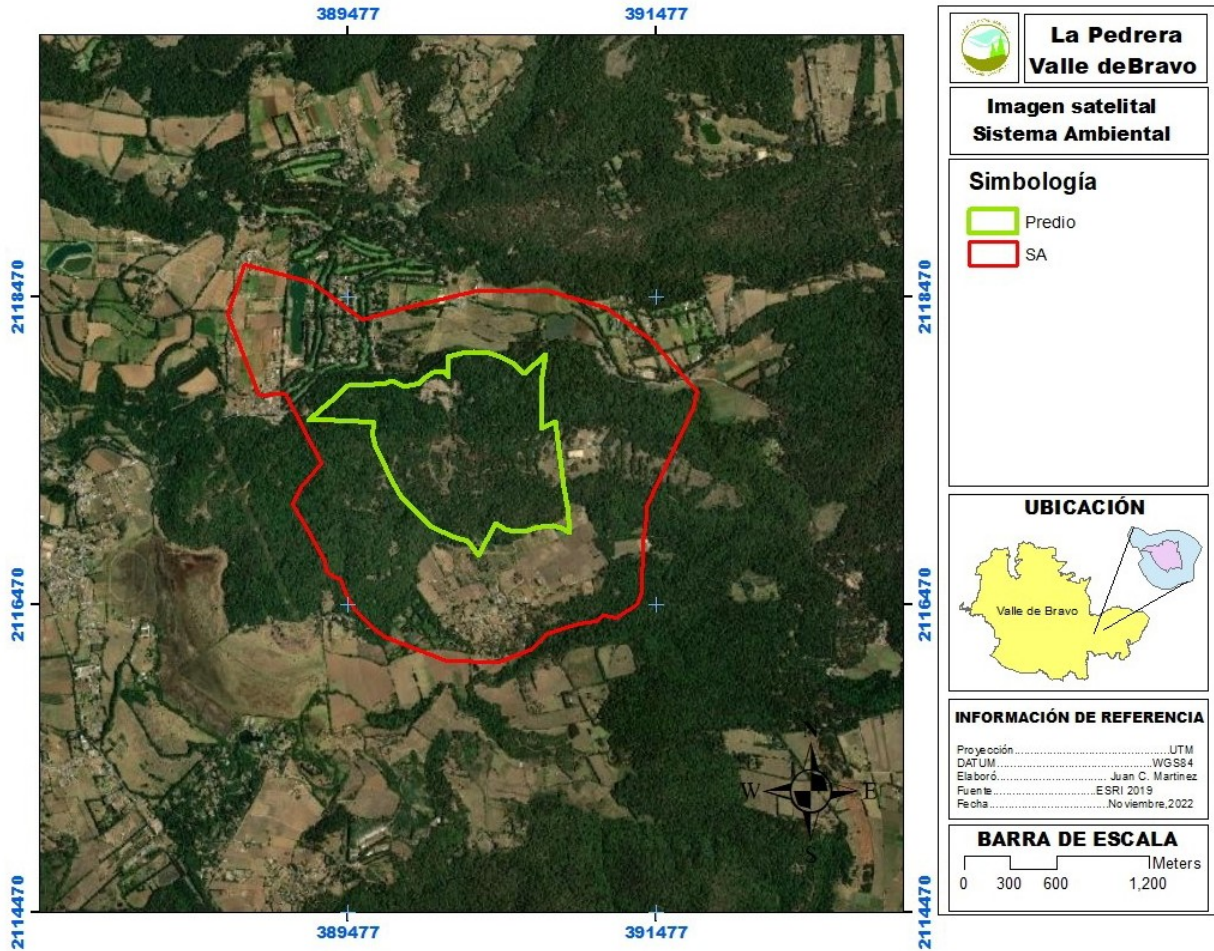 389477
391477
2118470
2118470
2116470
2116470
2114470
2114470
389477
391477
N
W
E
S
La Pedrera
Valle deBravo
Imagen satelital
Sistema Ambiental
Simbología
Predio
SA
UBICACIÓN
Valle de Bravo
INFORMACIÓN DE REFERENCIA
Proyección.......................................UTM
DATUM.......................................WGS84
Elaboró........................... Juan C. Martinez
Fuente...........................ESRI 2019
Fecha..............................Noviembre,2022
BARRA DE ESCALA
Meters
0 300 600 1,200